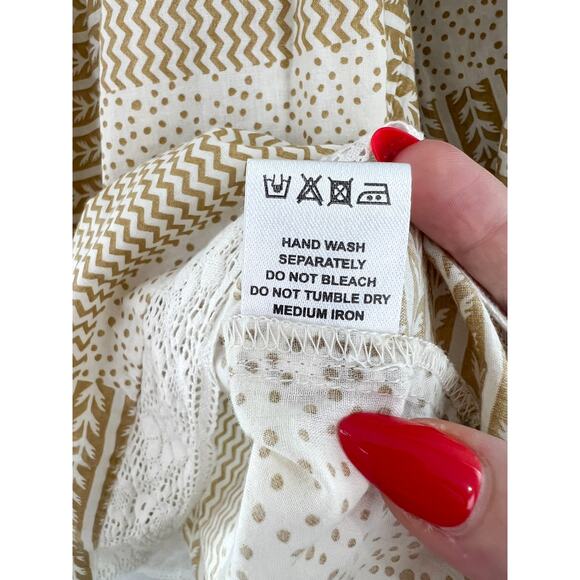 HAND WASH
SEPARATELY
DO NOT BLEACH
DO NOT TUMBLE DRY
MEDIUM IRON